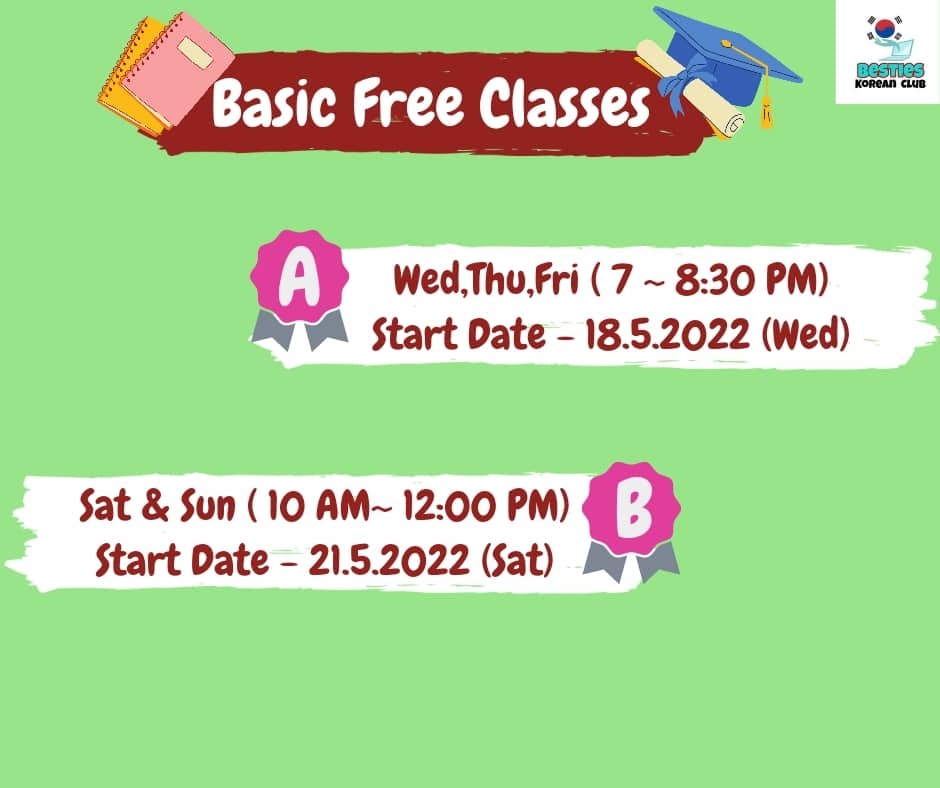 BESTIES
KOREAN CLUB
Basic Free Classes
A
Wed,Thu,Fri ( 7 ~ 8:30 PM)
Start Date - 18.5.2022 (Wed)
Sat & Sun ( 10 AM~ 12:00 PM)
Start Date - 21.5.2022 (Sat)
B